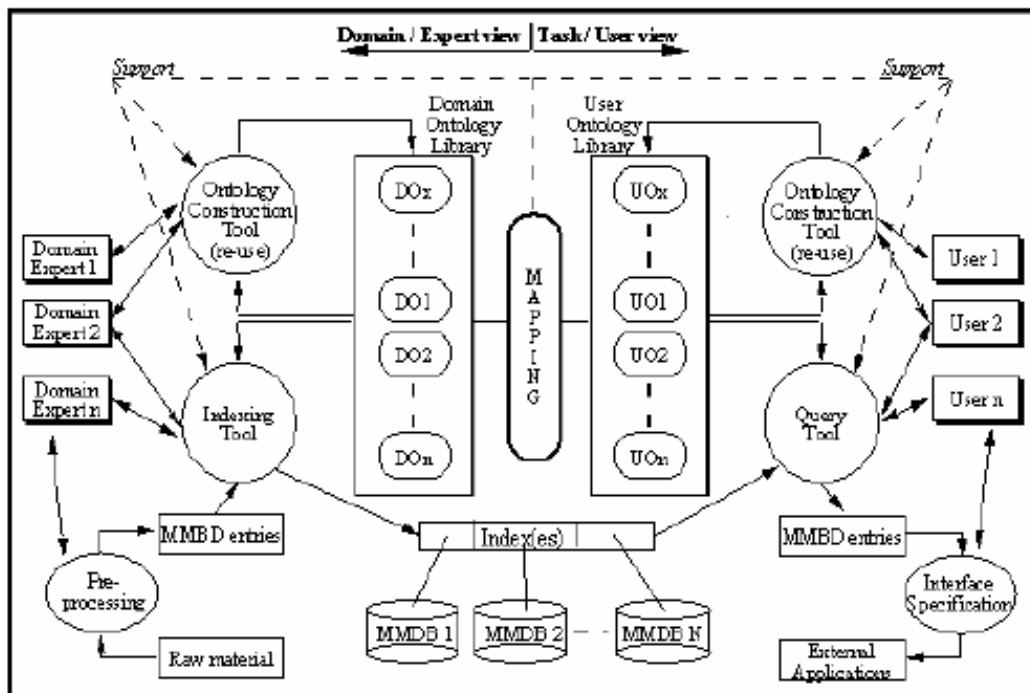 Domain / Expert view
Task / User view
Support
Support
Domain
Ontology
Library
User
Ontology
Library
Ontology
Construction
Tool
(re-use)
DOx
UOx
Ontology
Construction
Tool
(re-use)
Domain
Expert 1
User 1
MAPPING
Domain
Expert 2
DO1
UO1
User 2
DO2
UO2
Domain
Expert n
Indexing
Tool
Query
Tool
User n
DOn
UOn
MMBD entries
Index(es)
MMBD entries
Pre-
processing
Interface
Specification
MMDB 1
MMDB 2
MMDB N
Raw material
External
Applications